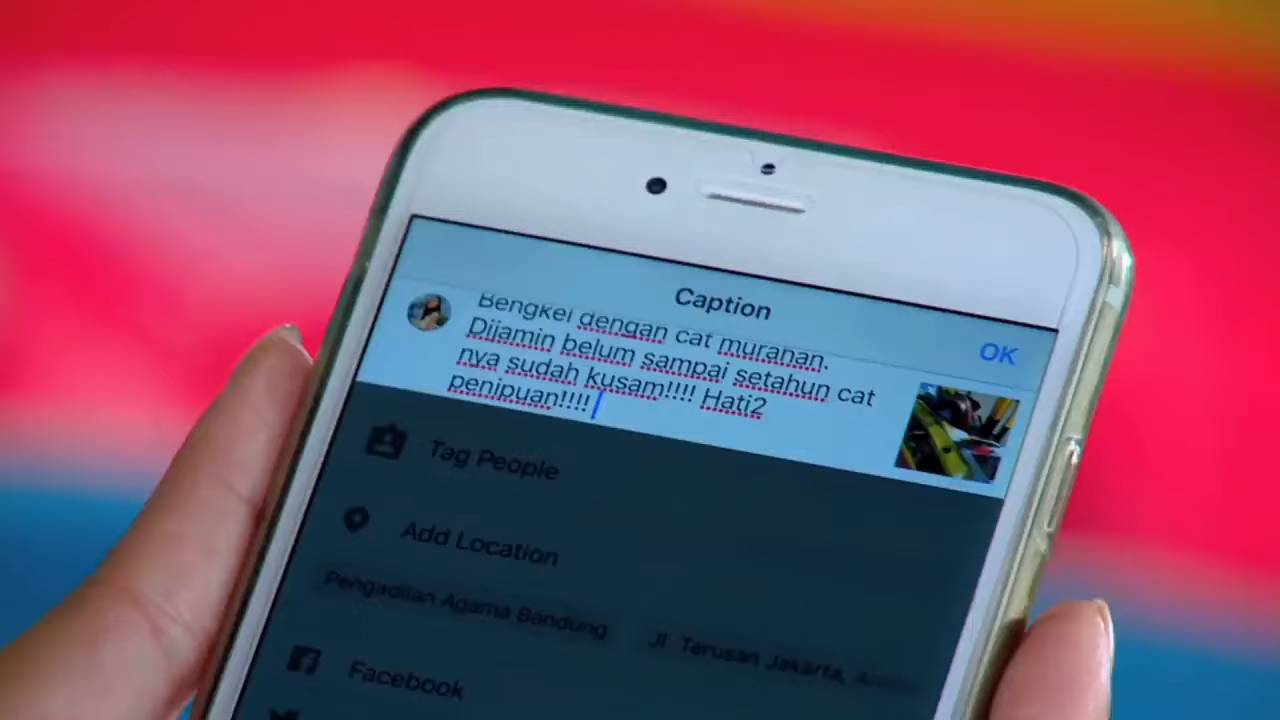 Caption
OK
Bengkel dengan cat murahan.
Dijamin belum sampai setahun cat
nya sudah kusam!!!! Hati2
penipuan!!!!
Tag People
Add Location
Pengadilan Agama Bandung
Jl. Terusan Jakarta,
Facebook